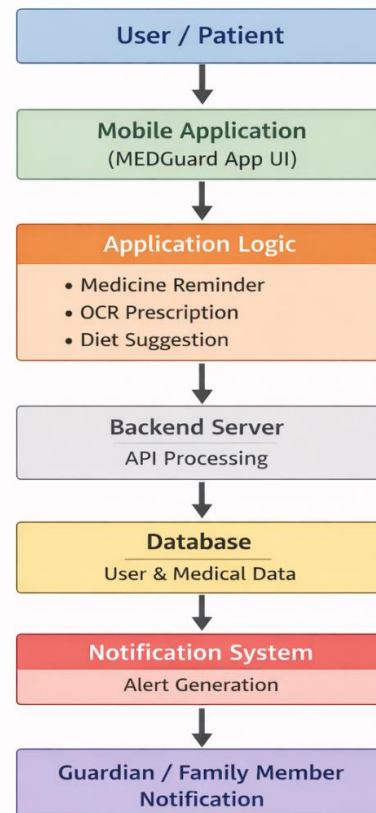 User / Patient
Mobile Application
(MEDGuard App UI)
Application Logic
• Medicine Reminder
• OCR Prescription
• Diet Suggestion
Backend Server
API Processing
Database
User & Medical Data
Notification System
Alert Generation
Guardian / Family Member
Notification